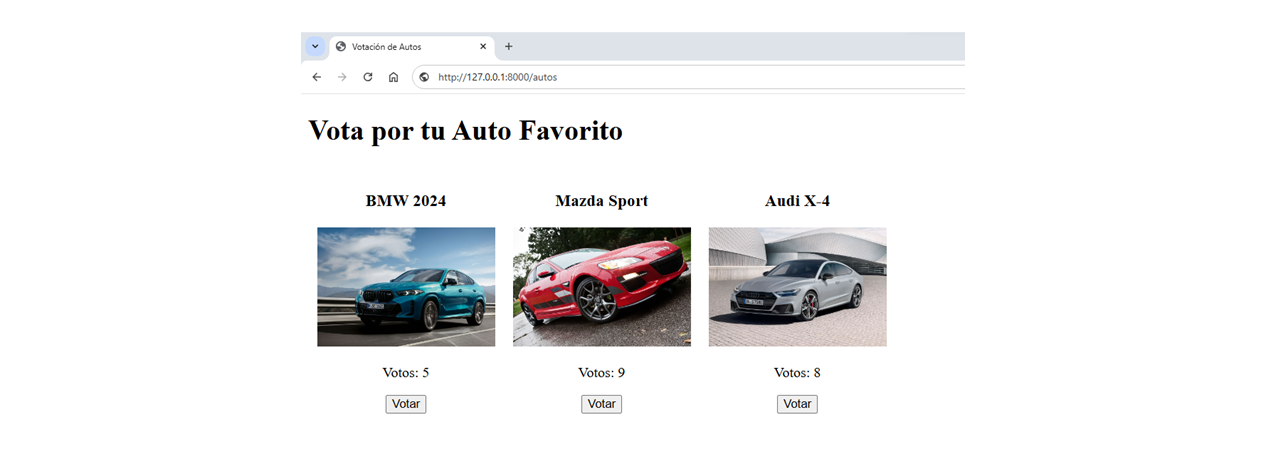 Votación de Autos
http://127.0.0.1:8000/autos
Vota por tu Auto Favorito
BMW 2024 Mazda Sport Audi X-4
Votos: 5 Votos: 9 Votos: 8
Votar Votar Votar